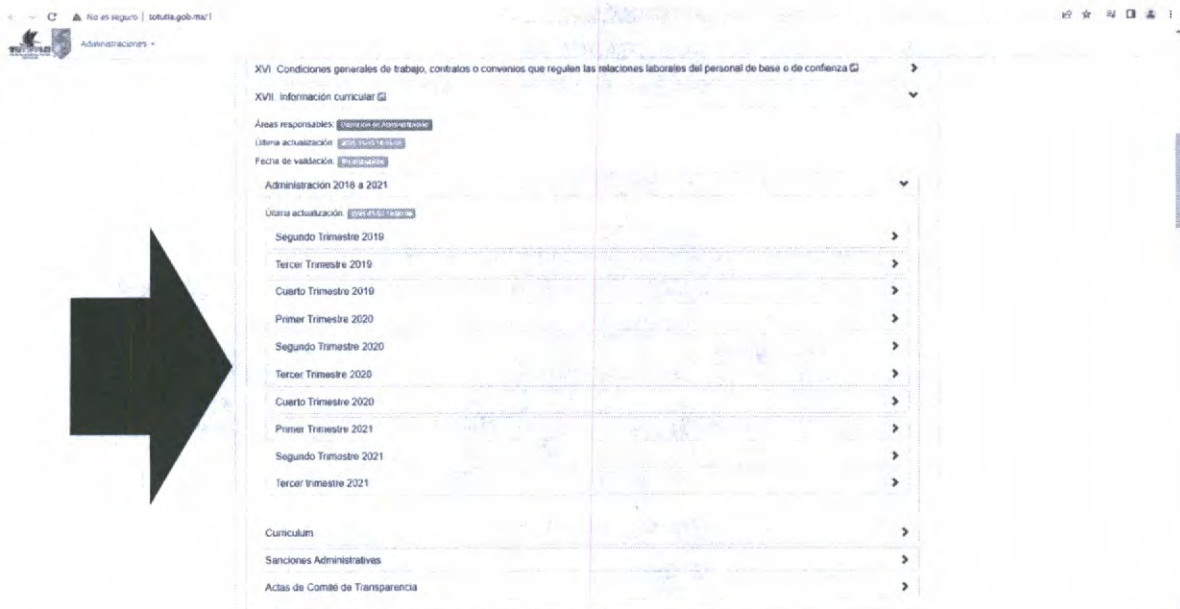 No es seguro | totutla.gob.mx/1
Administraciones
XVI. Condiciones generales de trabajo, contratos o convenios que regulen las relaciones laborales del personal de base o de confianza
XVII. Información curricular
Áreas responsables:
Última actualización:
Fecha de validación:
Administración 2018 a 2021
Última actualización:
Segundo Trimestre 2019
Tercer Trimestre 2019
Cuarto Trimestre 2019
Primer Trimestre 2020
Segundo Trimestre 2020
Tercer Trimestre 2020
Cuarto Trimestre 2020
Primer Trimestre 2021
Segundo Trimestre 2021
Tercer trimestre 2021
Curriculum
Sanciones Administrativas
Actas de Comité de Transparencia